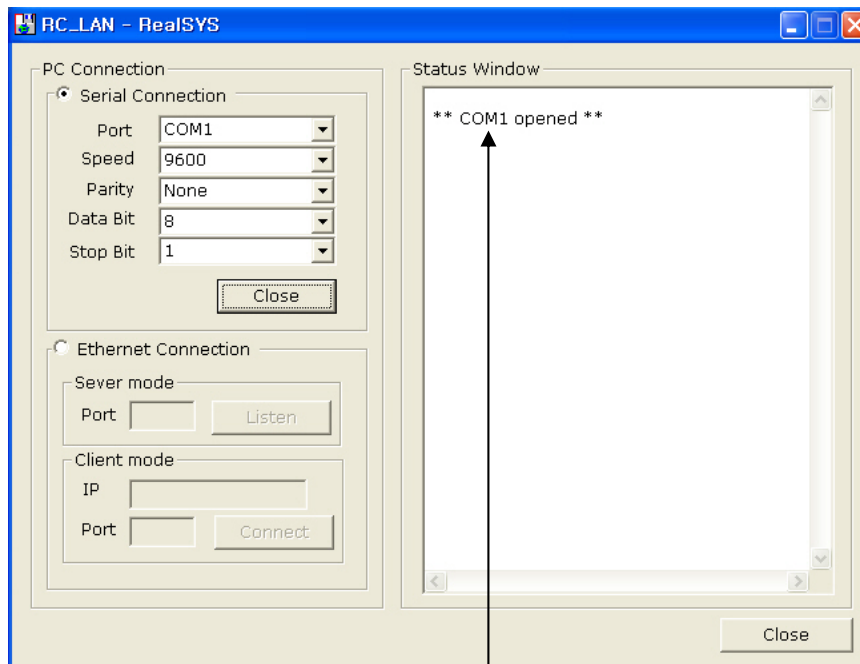 RC_LAN - RealSYS
PC Connection
Serial Connection
Port COM1
Speed 9600
Parity None
Data Bit 8
Stop Bit 1
Close
Ethernet Connection
Sever mode
Port Listen
Client mode
IP
Port Connect
Status Window
** COM1 opened **
Close